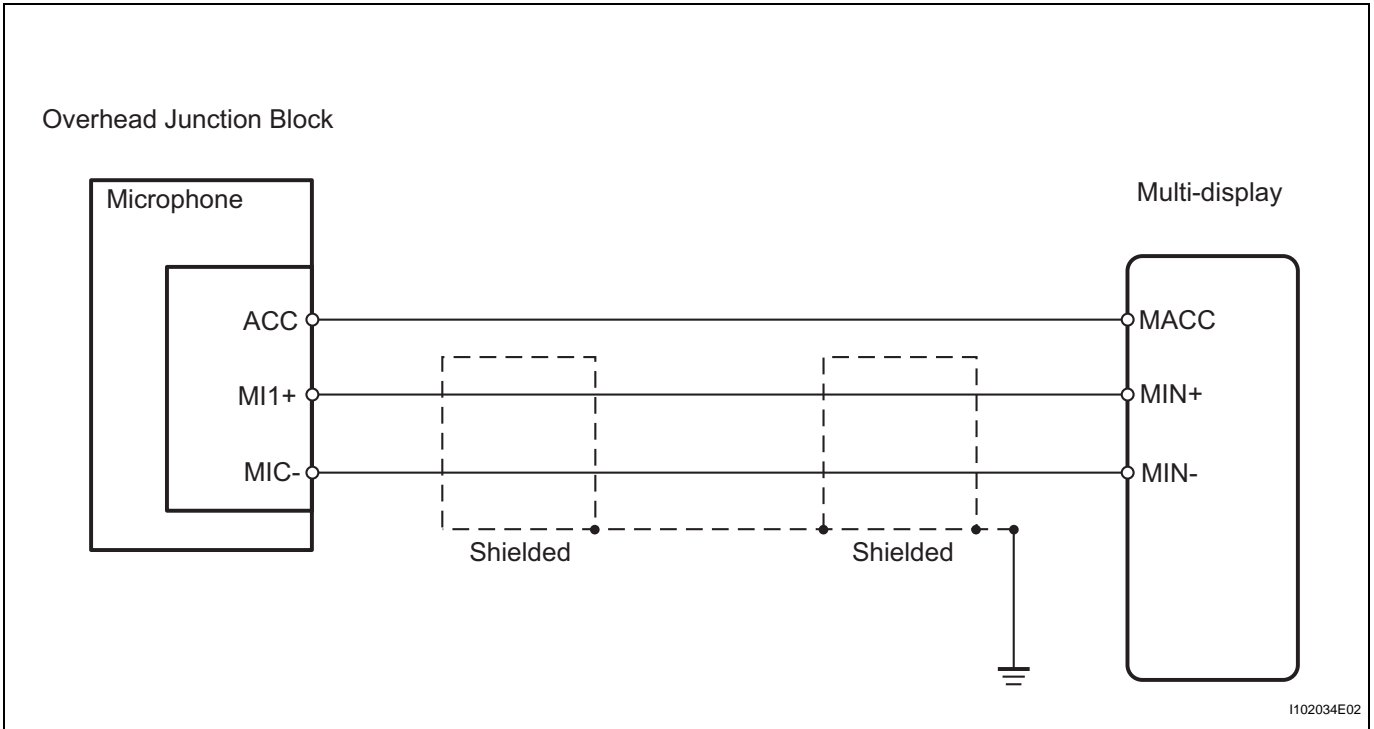 Overhead Junction Block
Microphone
Multi-display
ACC
MACC
MI1+
MIN+
MIC-
MIN-
Shielded
Shielded
I102034E02